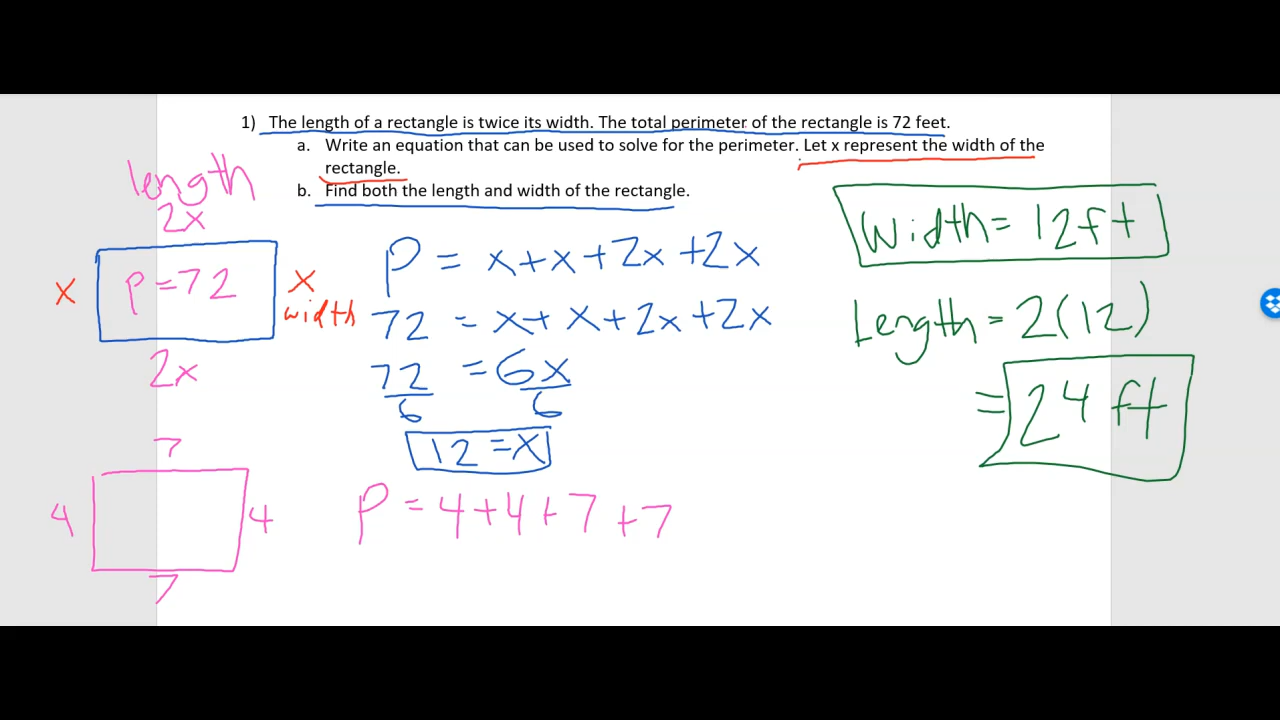 1) The length of a rectangle is twice its width. The total perimeter of the rectangle is 72 feet.
a. Write an equation that can be used to solve for the perimeter. Let x represent the width of the
rectangle.
b. Find both the length and width of the rectangle.
length
2x
x
P = 72
x
width
2x
7
4
4
7
P = x + x + 2x + 2x
72 = x + x + 2x + 2x
72 = 6x
6 6
12 = x
P = 4 + 4 + 7 + 7
Width = 12ft
Length = 2(12)
= 24 ft